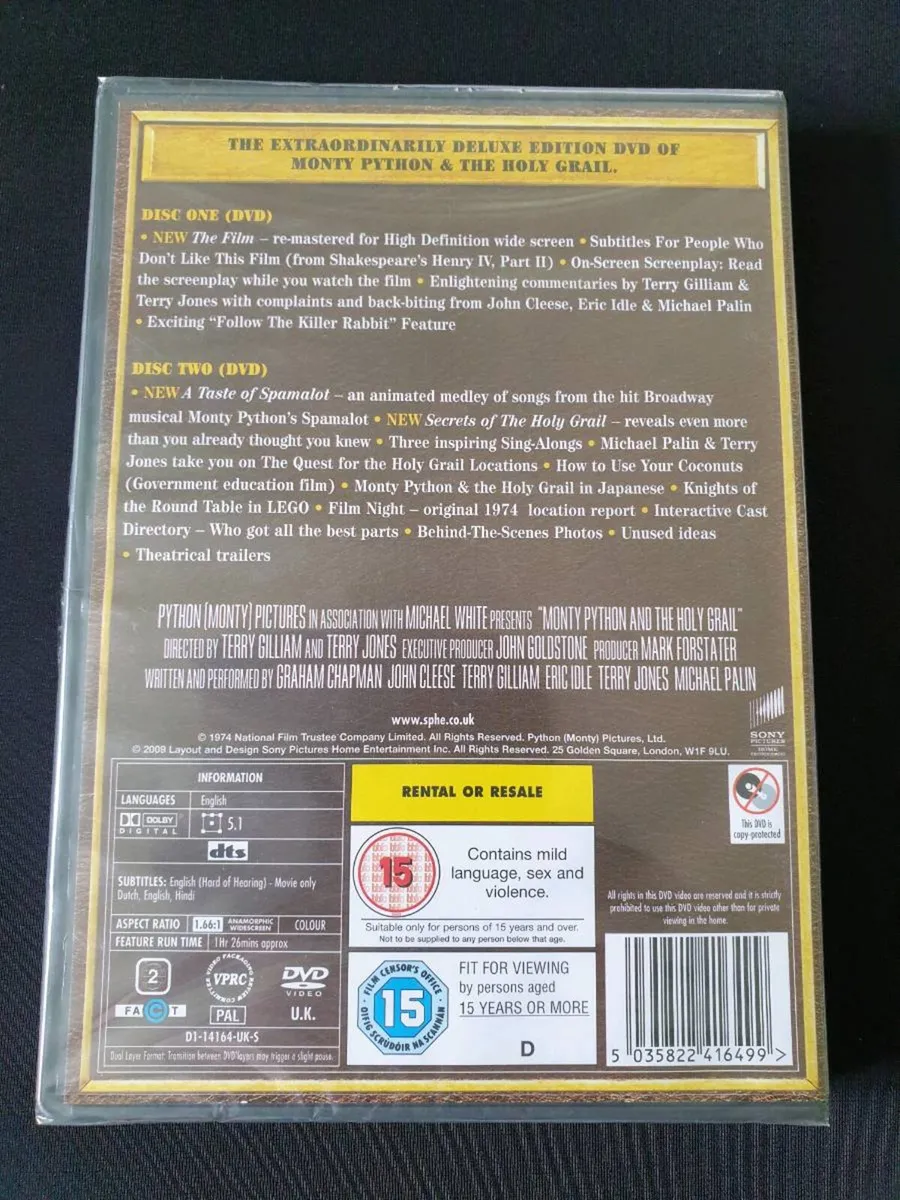 THE EXTRAORDINARILY DELUXE EDITION DVD OF
MONTY PYTHON & THE HOLY GRAIL.
DISC ONE (DVD)
• NEW The Film – re-mastered for High Definition wide screen • Subtitles For People Who
Don't Like This Film (from Shakespeare's Henry IV, Part II) • On-Screen Screenplay: Read
the screenplay while you watch the film • Enlightening commentaries by Terry Gilliam &
Terry Jones with complaints and back-biting from John Cleese, Eric Idle & Michael Palin
• Exciting "Follow The Killer Rabbit" Feature
DISC TWO (DVD)
• NEW A Taste of Spamalot – an animated medley of songs from the hit Broadway
musical Monty Python's Spamalot • NEW Secrets of The Holy Grail – reveals even more
than you already thought you knew • Three inspiring Sing-Alongs • Michael Palin & Terry
Jones take you on The Quest for the Holy Grail Locations • How to Use Your Coconuts
(Government education film) • Monty Python & the Holy Grail in Japanese • Knights of
the Round Table in LEGO • Film Night – original 1974 location report • Interactive Cast
Directory – Who got all the best parts • Behind-The-Scenes Photos • Unused ideas
• Theatrical trailers
PYTHON (MONTY) PICTURES IN ASSOCIATION WITH MICHAEL WHITE PRESENTS "MONTY PYTHON AND THE HOLY GRAIL"
DIRECTED BY TERRY GILLIAM AND TERRY JONES EXECUTIVE PRODUCER JOHN GOLDSTONE PRODUCER MARK FORSTATER
WRITTEN AND PERFORMED BY GRAHAM CHAPMAN JOHN CLEESE TERRY GILLIAM ERIC IDLE TERRY JONES MICHAEL PALIN
www.sphe.co.uk
© 1974 National Film Trustee Company Limited. All Rights Reserved. Python (Monty) Pictures, Ltd.
© 2009 Layout and Design Sony Pictures Home Entertainment Inc. All Rights Reserved. 25 Golden Square, London, W1F 9LU.
SONY
PICTURES
HOME
ENTERTAINMENT
INFORMATION
LANGUAGES English
DOLBY
DIGITAL
5.1
dts
SUBTITLES: English (Hard of Hearing) - Movie only
Dutch, English, Hindi
ASPECT RATIO 1.66:1 ANAMORPHIC WIDESCREEN COLOUR
FEATURE RUN TIME 1Hr 26mins approx
2
VIDEO PACKAGING REVIEW COMMITTEE
VPRC
DVD
VIDEO
FACT
PAL
U.K.
D1-14164-UK-S
Dual Layer Format: Transition between DVD layers may trigger a slight pause.
RENTAL OR RESALE
15
Contains mild
language, sex and
violence.
Suitable only for persons of 15 years and over.
Not to be supplied to any person below that age.
FILM CENSOR'S OFFICE
15
OIFIG SCRÚDÓIR NA SCANNÁN
FIT FOR VIEWING
by persons aged
15 YEARS OR MORE
D
This DVD is
copy-protected
All rights in this DVD video are reserved and it is strictly
prohibited to use this DVD video other than for private
viewing in the home.
5 035822 416499 >